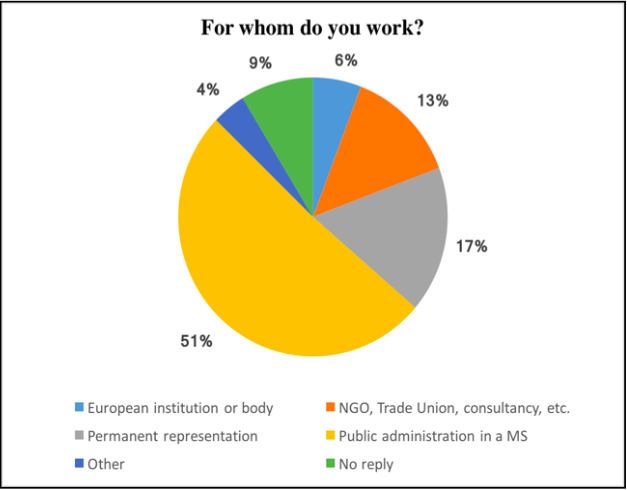 For whom do you work?
9%
6%
4%
13%
17%
51%
European institution or body
NGO, Trade Union, consultancy, etc.
Permanent representation
Public administration in a MS
Other
No reply